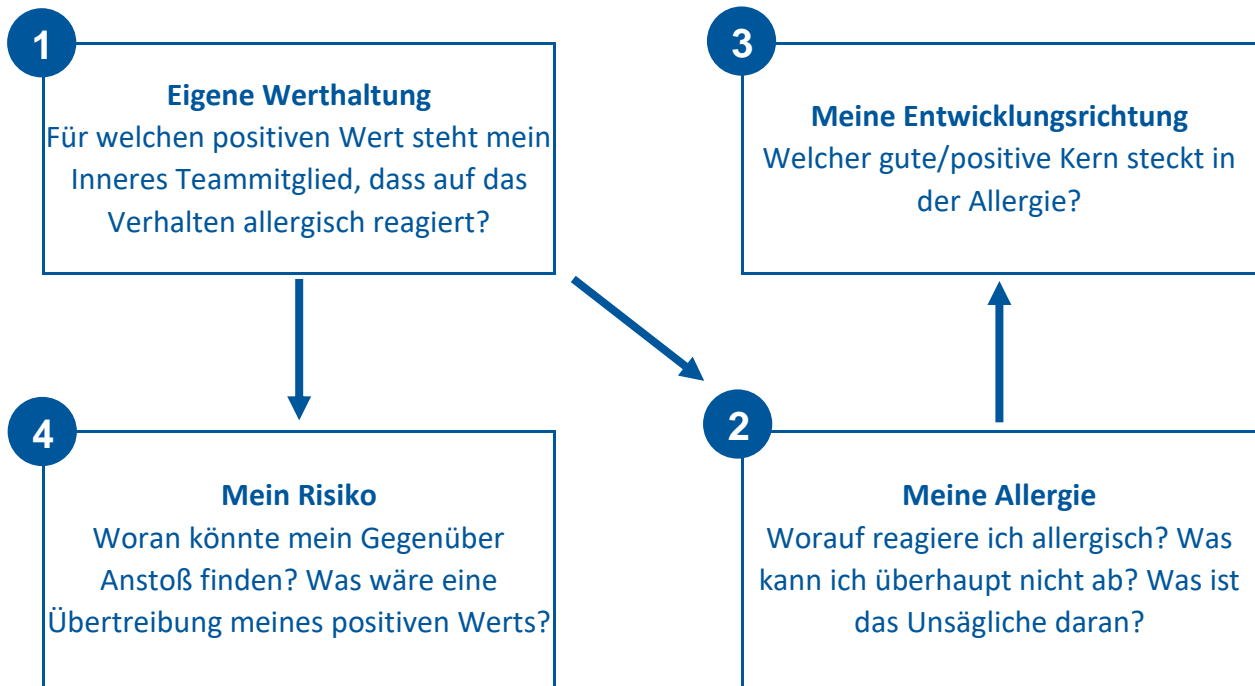 1
Eigene Werthaltung
Für welchen positiven Wert steht mein
Inneres Teammitglied, dass auf das
Verhalten allergisch reagiert?
3
Meine Entwicklungsrichtung
Welcher gute/positive Kern steckt in
der Allergie?
4
Mein Risiko
Woran könnte mein Gegenüber
Anstoß finden? Was wäre eine
Übertreibung meines positiven Werts?
2
Meine Allergie
Worauf reagiere ich allergisch? Was
kann ich überhaupt nicht ab? Was ist
das Unsägliche daran?